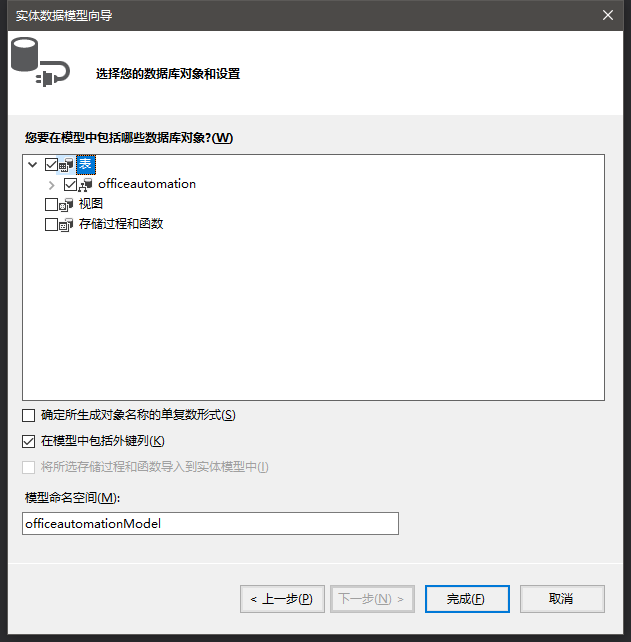 实体数据模型向导
选择您的数据库对象和设置
您要在模型中包括哪些数据库对象?(W)
表
officeautomation
视图
存储过程和函数
确定所生成对象名称的单复数形式(S)
在模型中包括外键列(K)
将所选存储过程和函数导入到实体模型中(I)
模型命名空间(M):
officeautomationModel
< 上一步(P) 下一步(N) > 完成(F) 取消